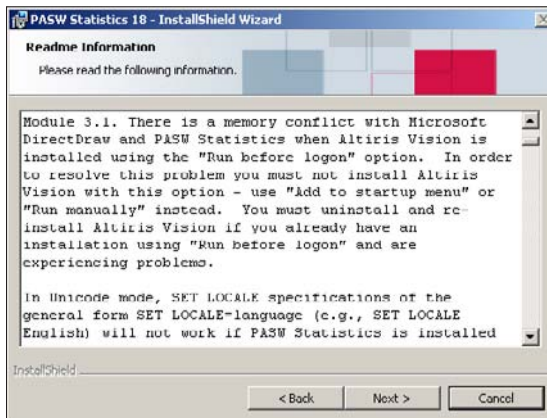 PASW Statistics 18 - InstallShield Wizard
Readme Information
Please read the following information.
Module 3.1. There is a memory conflict with Microsoft
DirectDraw and PASW Statistics when Altiris Vision is
installed using the "Run before logon" option.  In order
to resolve this problem you must not install Altiris
Vision with this option - use "Add to startup menu" or
"Run manually" instead.  You must uninstall and re-
install Altiris Vision if you already have an
installation using "Run before logon" and are
experiencing problems.
In Unicode mode, SET LOCALE specifications of the
general form SET LOCALE=language (e.g., SET LOCALE
English) will not work if PASW Statistics is installed
InstallShield
< Back
Next >
Cancel